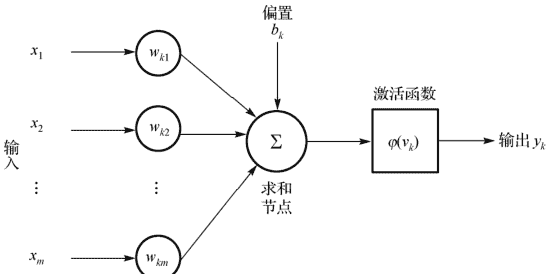 偏置
b_k
x_1
w_k1
激活函数
x_2
w_k2
Σ
φ(v_k)
输出 y_k
输入
⋮
⋮
求和
节点
x_m
w_km